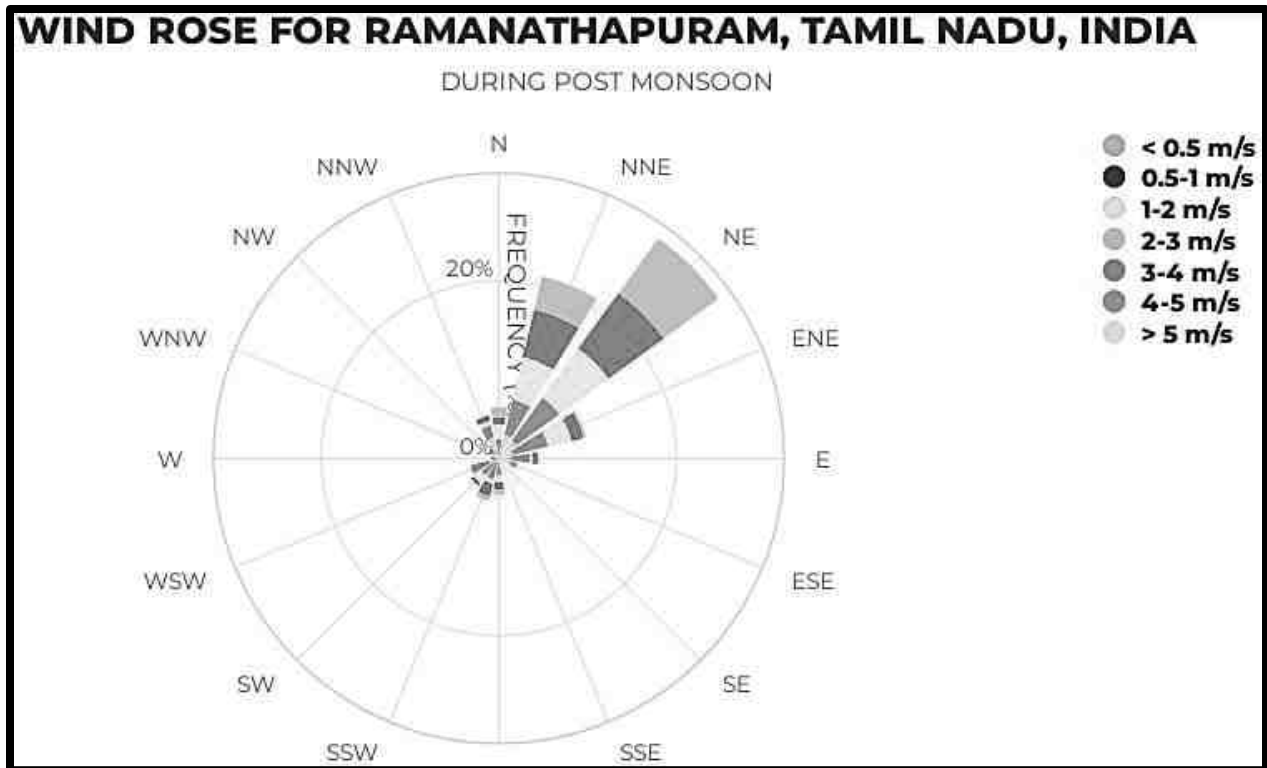 WIND ROSE FOR RAMANATHAPURAM, TAMIL NADU, INDIA
DURING POST MONSOON
N
NNW
NNE
NW
NE
WNW
ENE
W
E
WSW
ESE
SW
SE
SSW
SSE
FREQUENCY
20%
0%
< 0.5 m/s
0.5-1 m/s
1-2 m/s
2-3 m/s
3-4 m/s
4-5 m/s
> 5 m/s